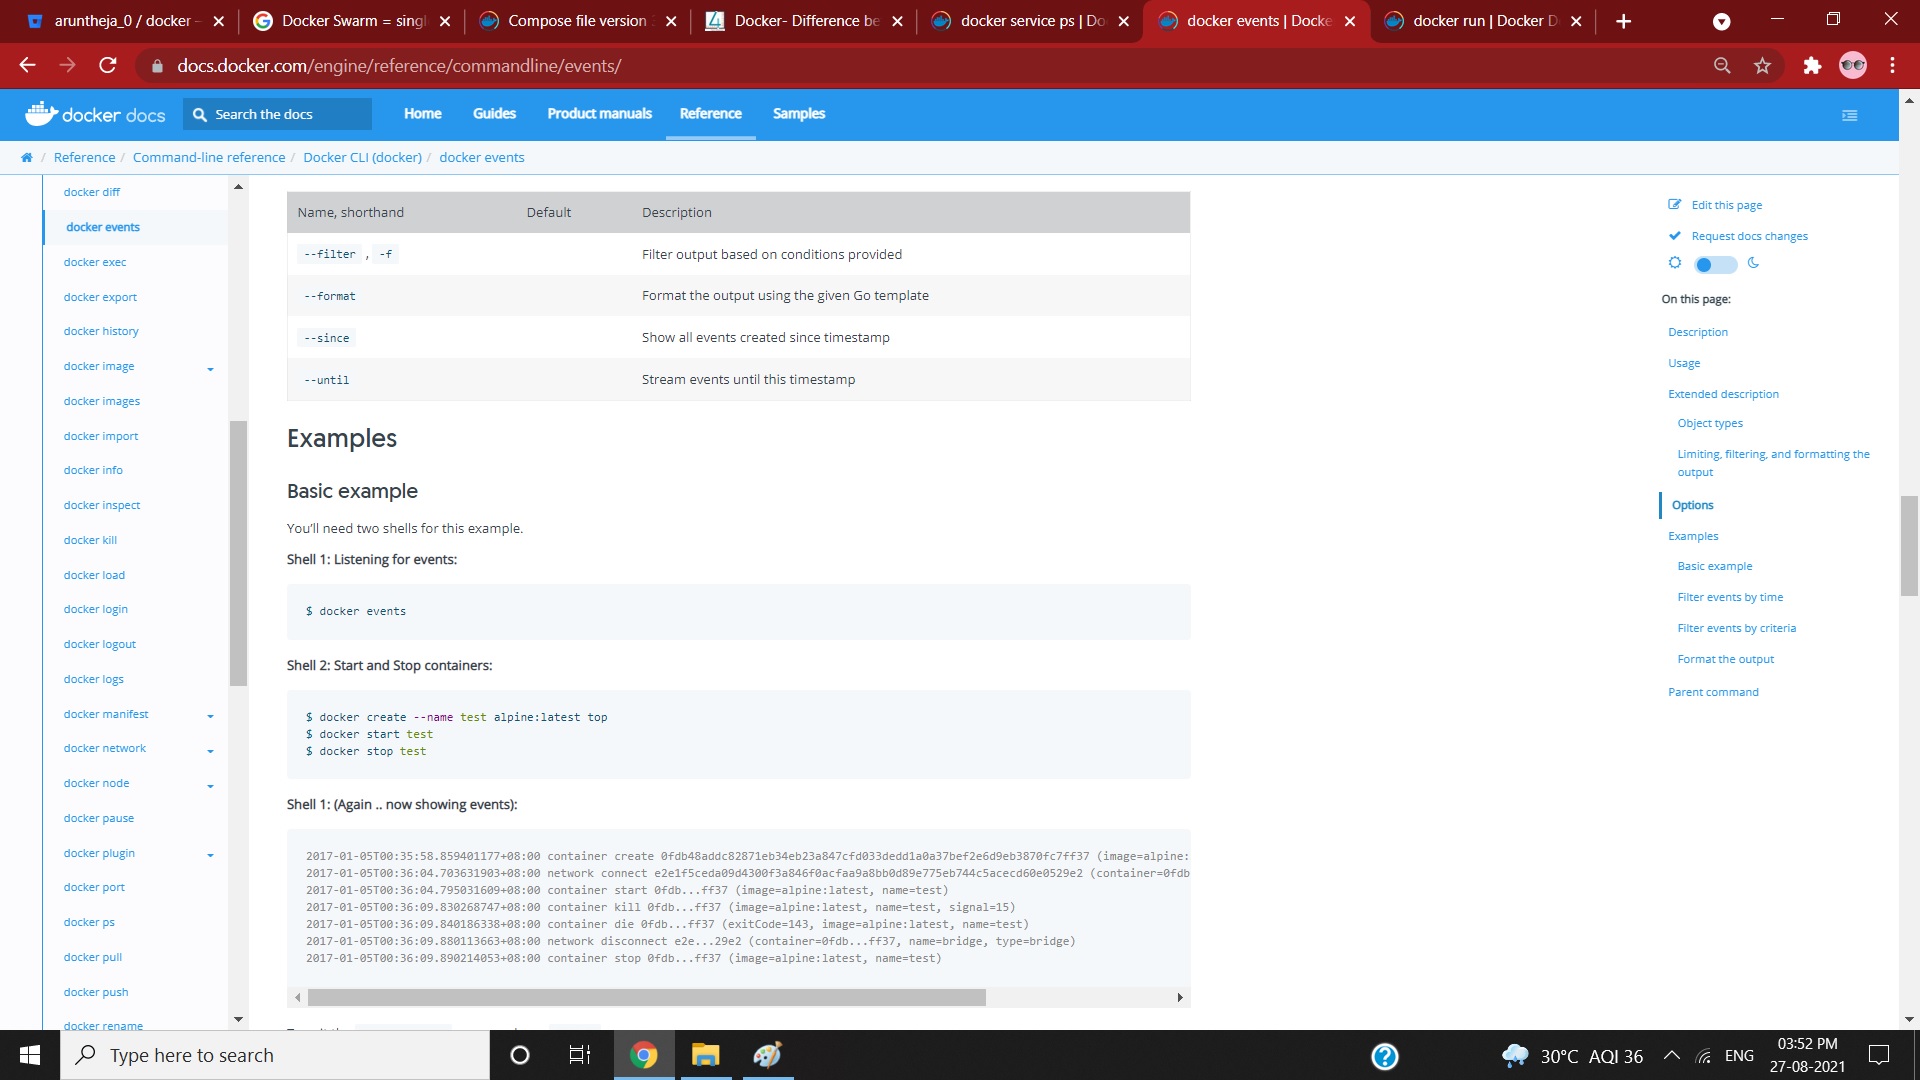 aruntheja_0 / docker
Docker Swarm = singl
Compose file version
Docker- Difference be
docker service ps | Do
docker events | Docke
docker run | Docker D
docs.docker.com/engine/reference/commandline/events/
docker docs
Search the docs
Home
Guides
Product manuals
Reference
Samples
/ Reference / Command-line reference / Docker CLI (docker) / docker events
docker diff
docker events
docker exec
docker export
docker history
docker image
docker images
docker import
docker info
docker inspect
docker kill
docker load
docker login
docker logout
docker logs
docker manifest
docker network
docker node
docker pause
docker plugin
docker port
docker ps
docker pull
docker push
docker rename
Name, shorthand Default Description
--filter , -f Filter output based on conditions provided
--format Format the output using the given Go template
--since Show all events created since timestamp
--until Stream events until this timestamp
Examples
Basic example
You'll need two shells for this example.
Shell 1: Listening for events:
$ docker events
Shell 2: Start and Stop containers:
$ docker create --name test alpine:latest top
$ docker start test
$ docker stop test
Shell 1: (Again .. now showing events):
2017-01-05T00:35:58.859401177+08:00 container create 0fdb48addc82871eb34eb23a847cfd033dedd1a0a37bef2e6d9eb3870fc7ff37 (image=alpine:
2017-01-05T00:36:04.703631903+08:00 network connect e2e1f5ceda09d4300f3a846f0acfaa9a8bb0d89e775eb744c5acecd60e0529e2 (container=0fdb
2017-01-05T00:36:04.795031609+08:00 container start 0fdb...ff37 (image=alpine:latest, name=test)
2017-01-05T00:36:09.830268747+08:00 container kill 0fdb...ff37 (image=alpine:latest, name=test, signal=15)
2017-01-05T00:36:09.840186338+08:00 container die 0fdb...ff37 (exitCode=143, image=alpine:latest, name=test)
2017-01-05T00:36:09.880113663+08:00 network disconnect e2e...29e2 (container=0fdb...ff37, name=bridge, type=bridge)
2017-01-05T00:36:09.890214053+08:00 container stop 0fdb...ff37 (image=alpine:latest, name=test)
Edit this page
Request docs changes
On this page:
Description
Usage
Extended description
Object types
Limiting, filtering, and formatting the
output
Options
Examples
Basic example
Filter events by time
Filter events by criteria
Format the output
Parent command
Type here to search
30°C AQI 36
ENG
03:52 PM
27-08-2021